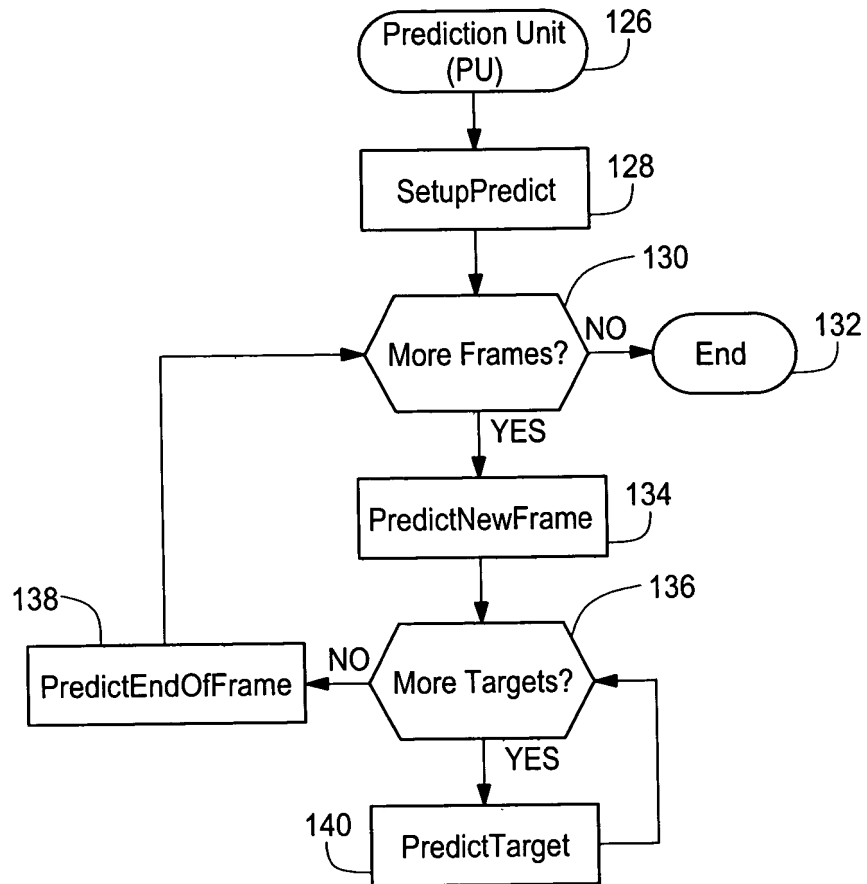 Prediction Unit
(PU)
126
SetupPredict
128
130
More Frames?
NO
End
132
YES
PredictNewFrame
134
136
138
PredictEndOfFrame
NO
More Targets?
YES
140
PredictTarget